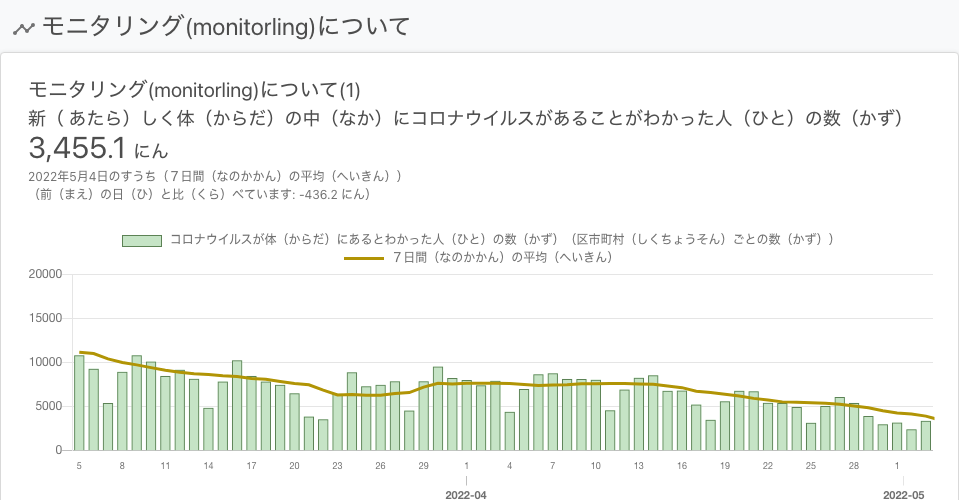 モニタリング(monitorling)について
モニタリング(monitorling)について(1)
新（ あたら）しく体（からだ）の中（なか）にコロナウイルスがあることがわかった人（ひと）の数（かず）
3,455.1 にん
2022年5月4日のすうち（７日間（なのかかん）の平均（へいきん））
（前（まえ）の日（ひ）と比（くら）べています: -436.2 にん）
コロナウイルスが体（からだ）にあるとわかった人（ひと）の数（かず）（区市町村（しくちょうそん）ごとの数（かず））
７日間（なのかかん）の平均（へいきん）
20000
15000
10000
5000
0
5 8 11 14 17 20 23 26 29 1 4 7 10 13 16 19 22 25 28 1
2022-04 2022-05